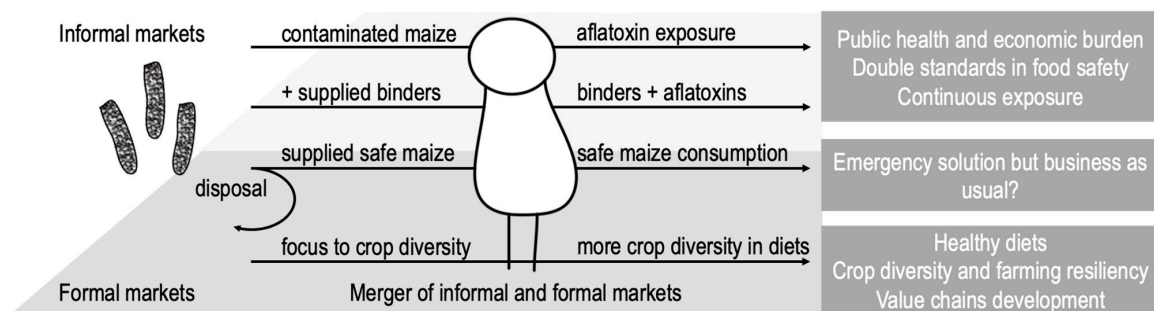 Informal markets
contaminated maize
aflatoxin exposure
Public health and economic burden
Double standards in food safety
Continuous exposure
+ supplied binders
binders + aflatoxins
supplied safe maize
safe maize consumption
Emergency solution but business as
usual?
disposal
focus to crop diversity
more crop diversity in diets
Healthy diets
Crop diversity and farming resiliency
Value chains development
Formal markets
Merger of informal and formal markets